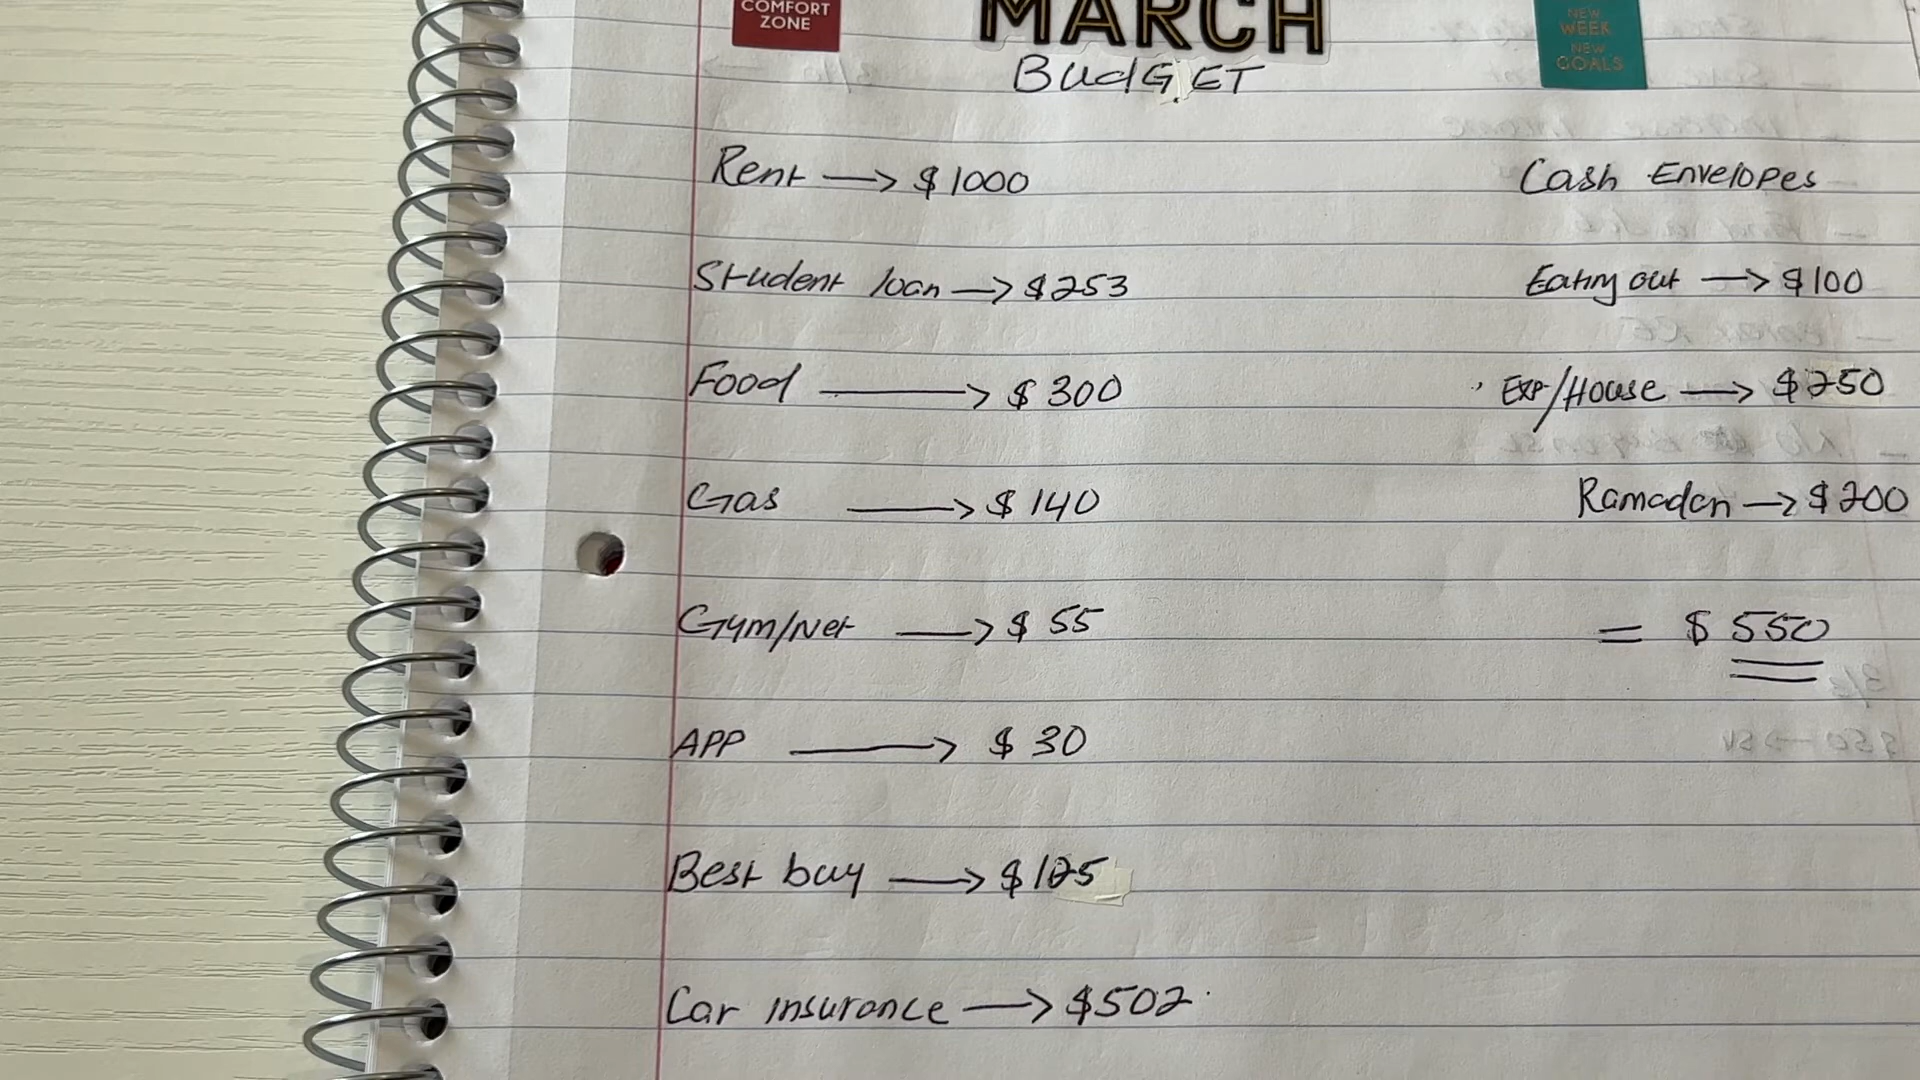 COMFORT
ZONE
MARCH
NEW
WEEK
NEW
GOALS
BudGET
Rent → $1000
Student loan → $253
Food → $300
Gas → $140
Gym/Net → $55
APP → $30
Best buy → $125
Car insurance → $502
Cash Envelopes
Eating out → $100
EXP/House → $250
Ramadan → $200
= $550